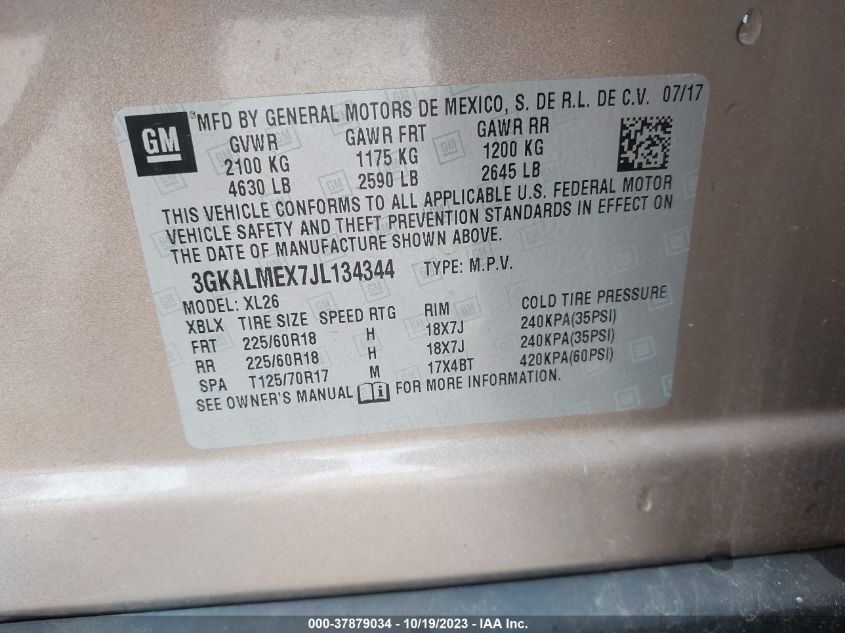 GM
MFD BY GENERAL MOTORS DE MEXICO, S. DE R.L. DE C.V. 07/17
GVWR GAWR FRT GAWR RR
2100 KG 1175 KG 1200 KG
4630 LB 2590 LB 2645 LB
THIS VEHICLE CONFORMS TO ALL APPLICABLE U.S. FEDERAL MOTOR
VEHICLE SAFETY AND THEFT PREVENTION STANDARDS IN EFFECT ON
THE DATE OF MANUFACTURE SHOWN ABOVE.
3GKALMEX7JL134344 TYPE: M.P.V.
MODEL: XL26
XBLX TIRE SIZE SPEED RTG RIM COLD TIRE PRESSURE
FRT 225/60R18 H 18X7J 240KPA(35PSI)
RR 225/60R18 H 18X7J 240KPA(35PSI)
SPA T125/70R17 M 17X4BT 420KPA(60PSI)
SEE OWNER'S MANUAL FOR MORE INFORMATION.
000-37879034 - 10/19/2023 - IAA Inc.